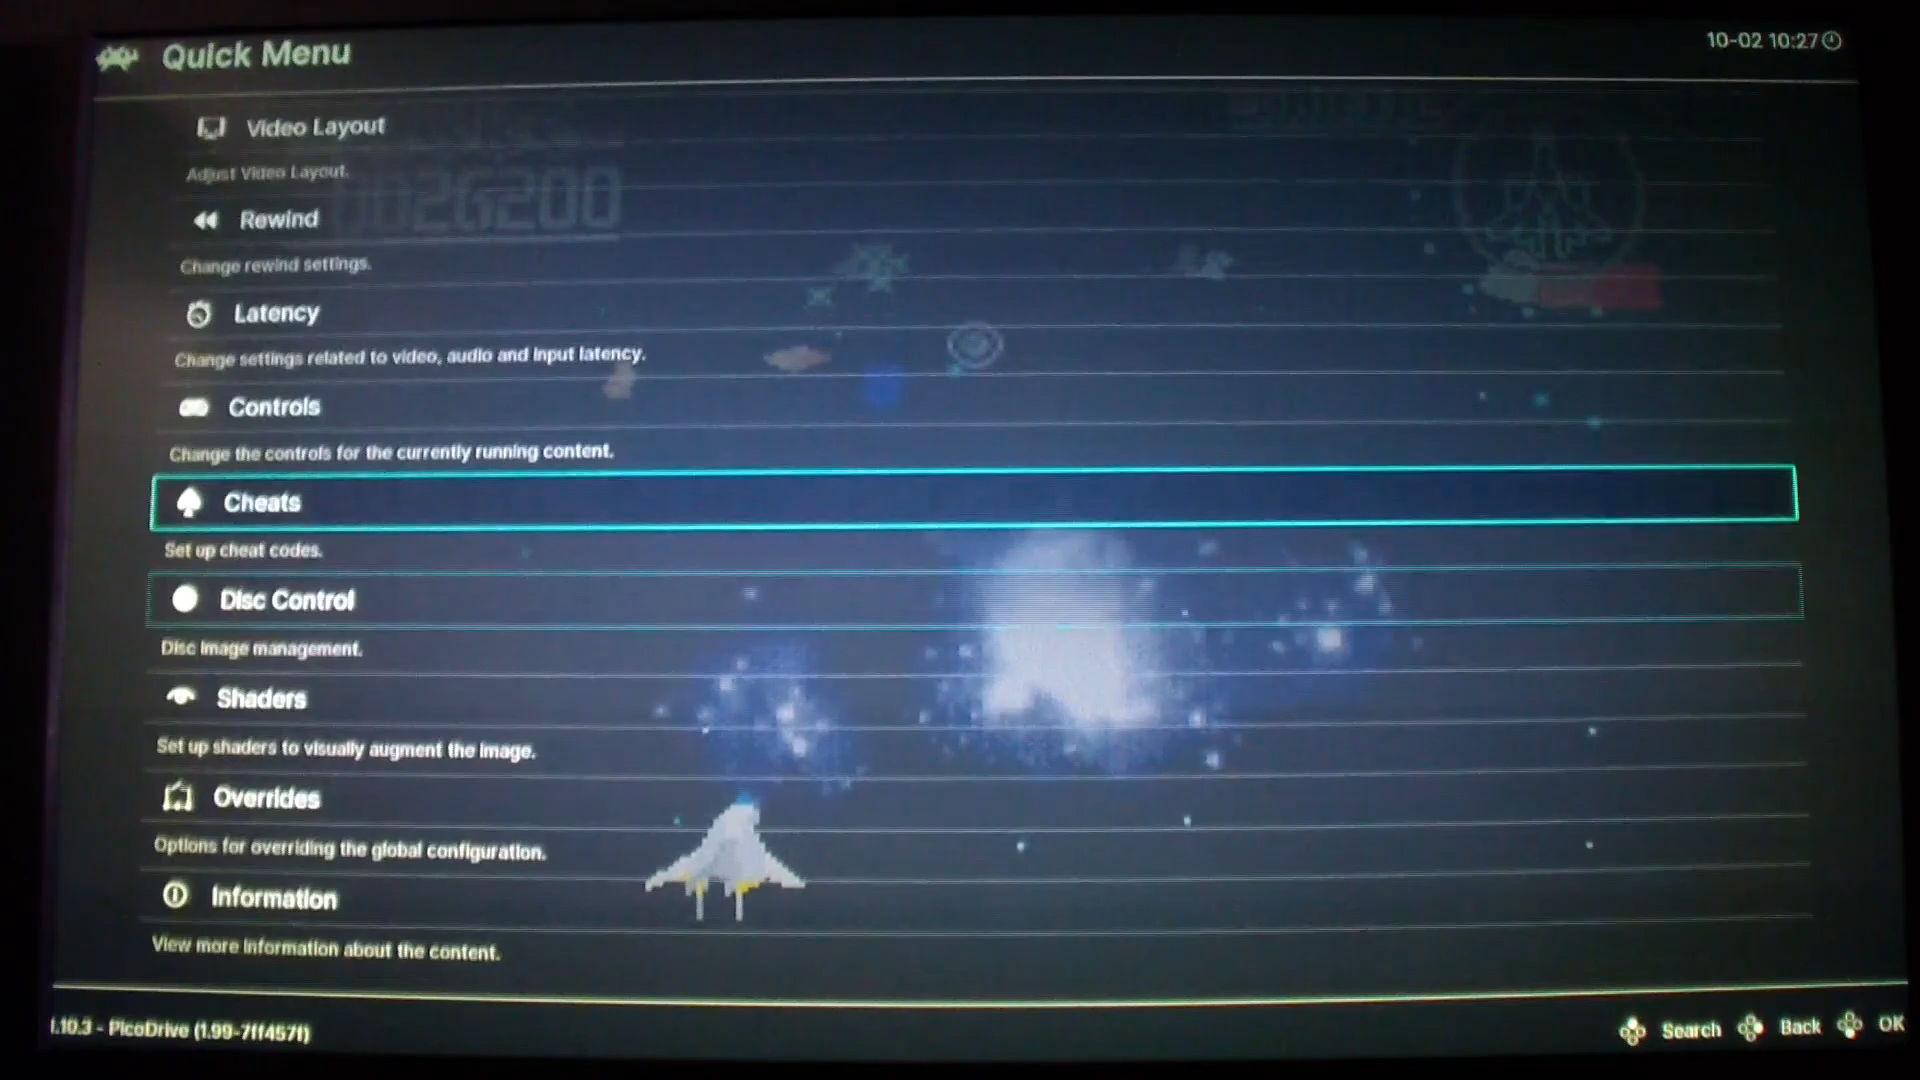 Quick Menu
10-02 10:27
Video Layout
Adjust Video Layout.
0026200
Rewind
Change rewind settings.
Latency
Change settings related to video, audio and input latency.
Controls
Change the controls for the currently running content.
Cheats
Set up cheat codes.
Disc Control
Disc image management.
Shaders
Set up shaders to visually augment the image.
Overrides
Options for overriding the global configuration.
Information
View more information about the content.
1.10.3 - PicoDrive (1.99-7ff457f)
Search Back OK